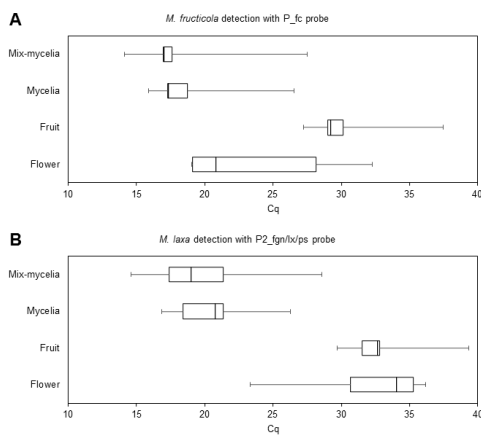 A
M. fructicola detection with P_fc probe
Mix-mycelia
Mycelia
Fruit
Flower
10 15 20 25 30 35 40
Cq
B
M. laxa detection with P2_fgn/lx/ps probe
Mix-mycelia
Mycelia
Fruit
Flower
10 15 20 25 30 35 40
Cq